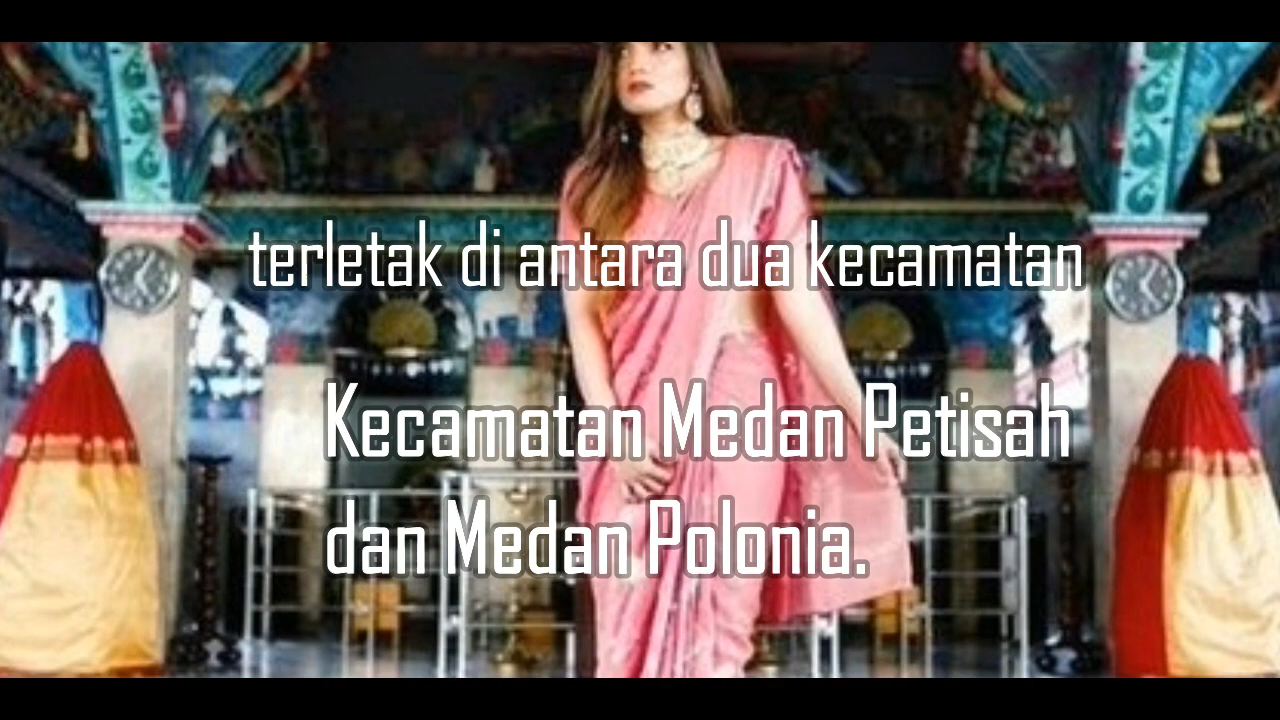 terletak di antara dua kecamatan
Kecamatan Medan Petisah
dan Medan Polonia.